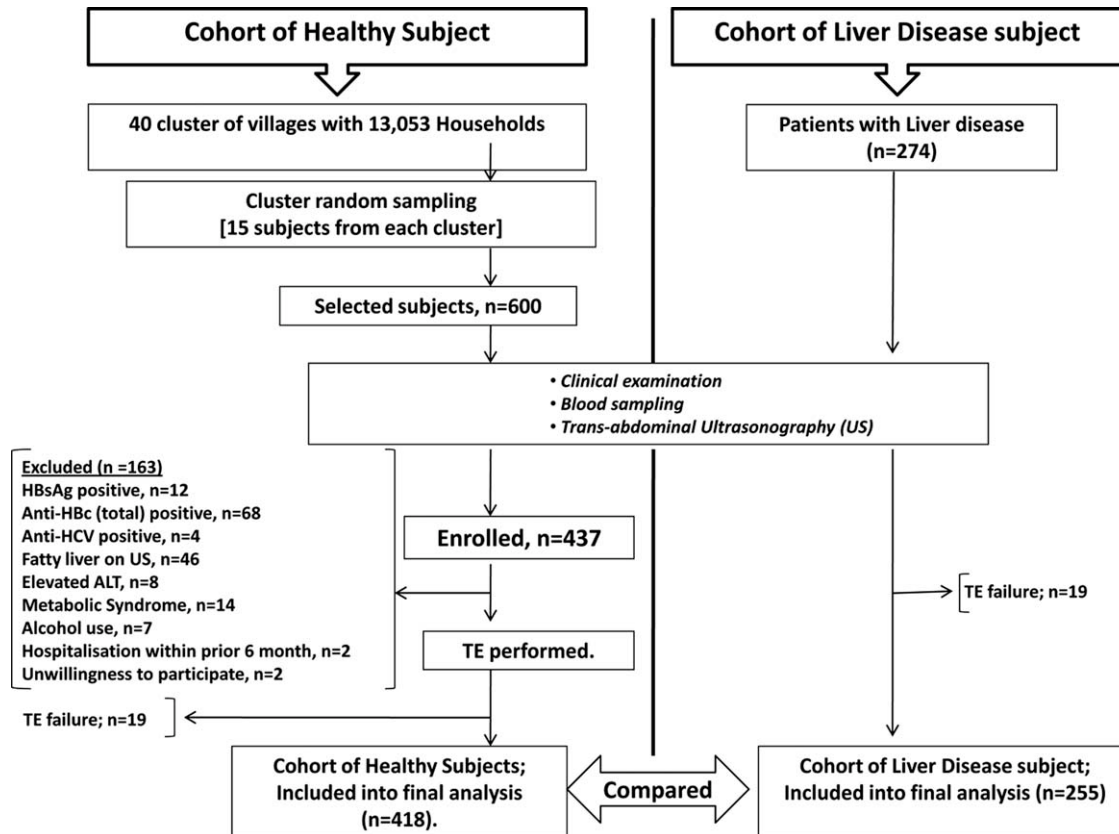 Cohort of Healthy Subject
Cohort of Liver Disease subject
40 cluster of villages with 13,053 Households
Patients with Liver disease
(n=274)
Cluster random sampling
[15 subjects from each cluster]
Selected subjects, n=600
• Clinical examination
• Blood sampling
• Trans-abdominal Ultrasonography (US)
Excluded (n =163)
HBsAg positive, n=12
Anti-HBc (total) positive, n=68
Anti-HCV positive, n=4
Fatty liver on US, n=46
Elevated ALT, n=8
Metabolic Syndrome, n=14
Alcohol use, n=7
Hospitalisation within prior 6 month, n=2
Unwillingness to participate, n=2
Enrolled, n=437
TE failure; n=19
TE performed.
TE failure; n=19
Cohort of Healthy Subjects;
Included into final analysis
(n=418).
Compared
Cohort of Liver Disease subject;
Included into final analysis (n=255)